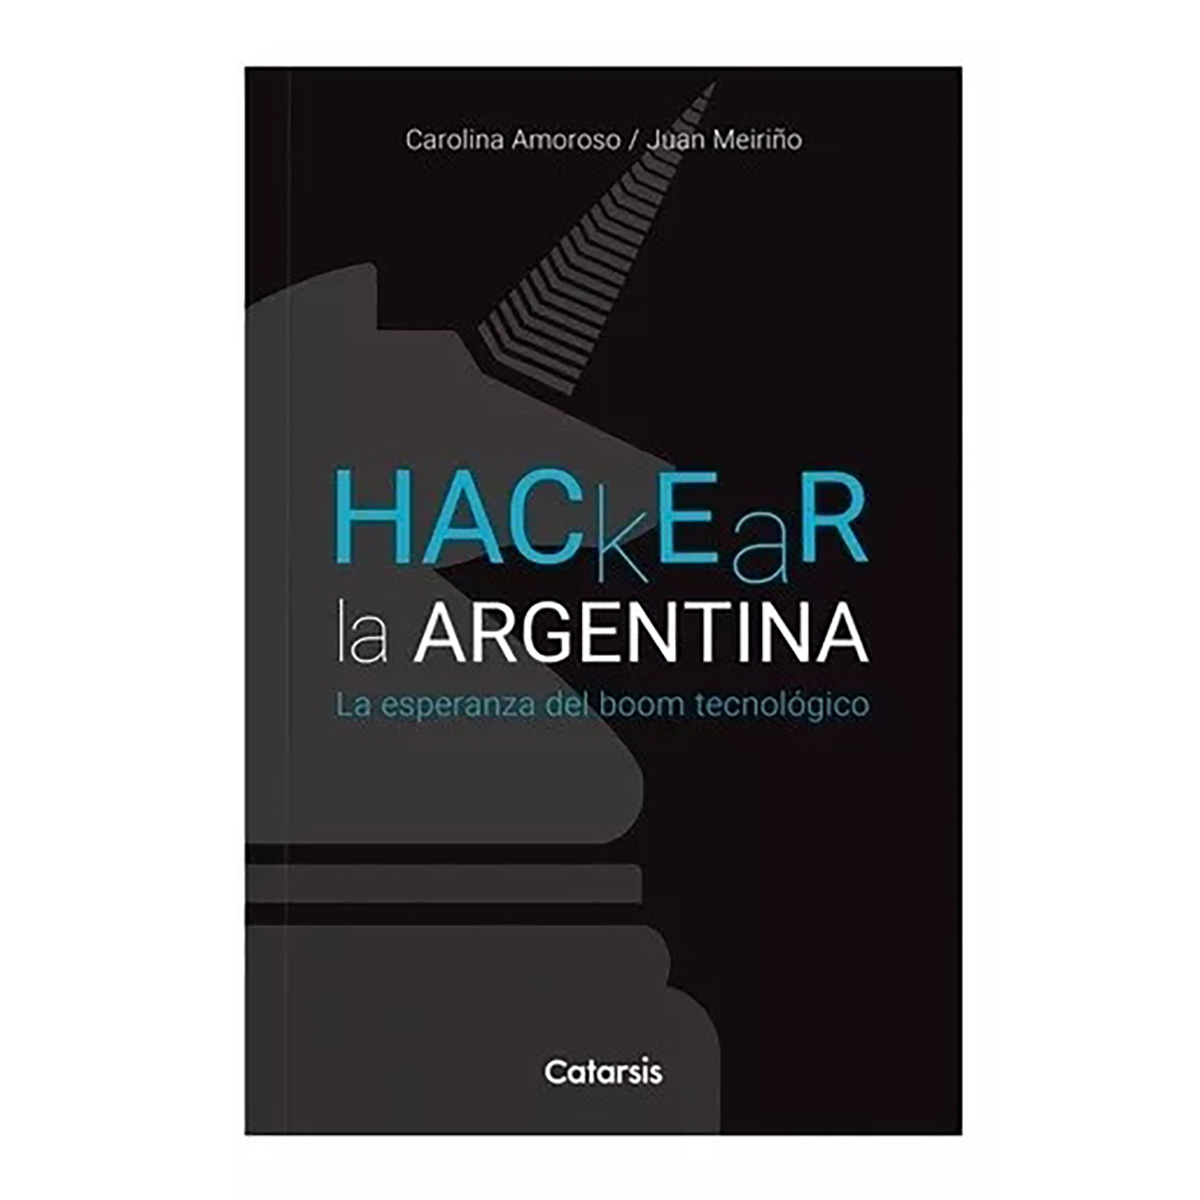 Carolina Amoroso / Juan Meiriño
HACkEaR
la ARGENTINA
La esperanza del boom tecnológico
Catarsis